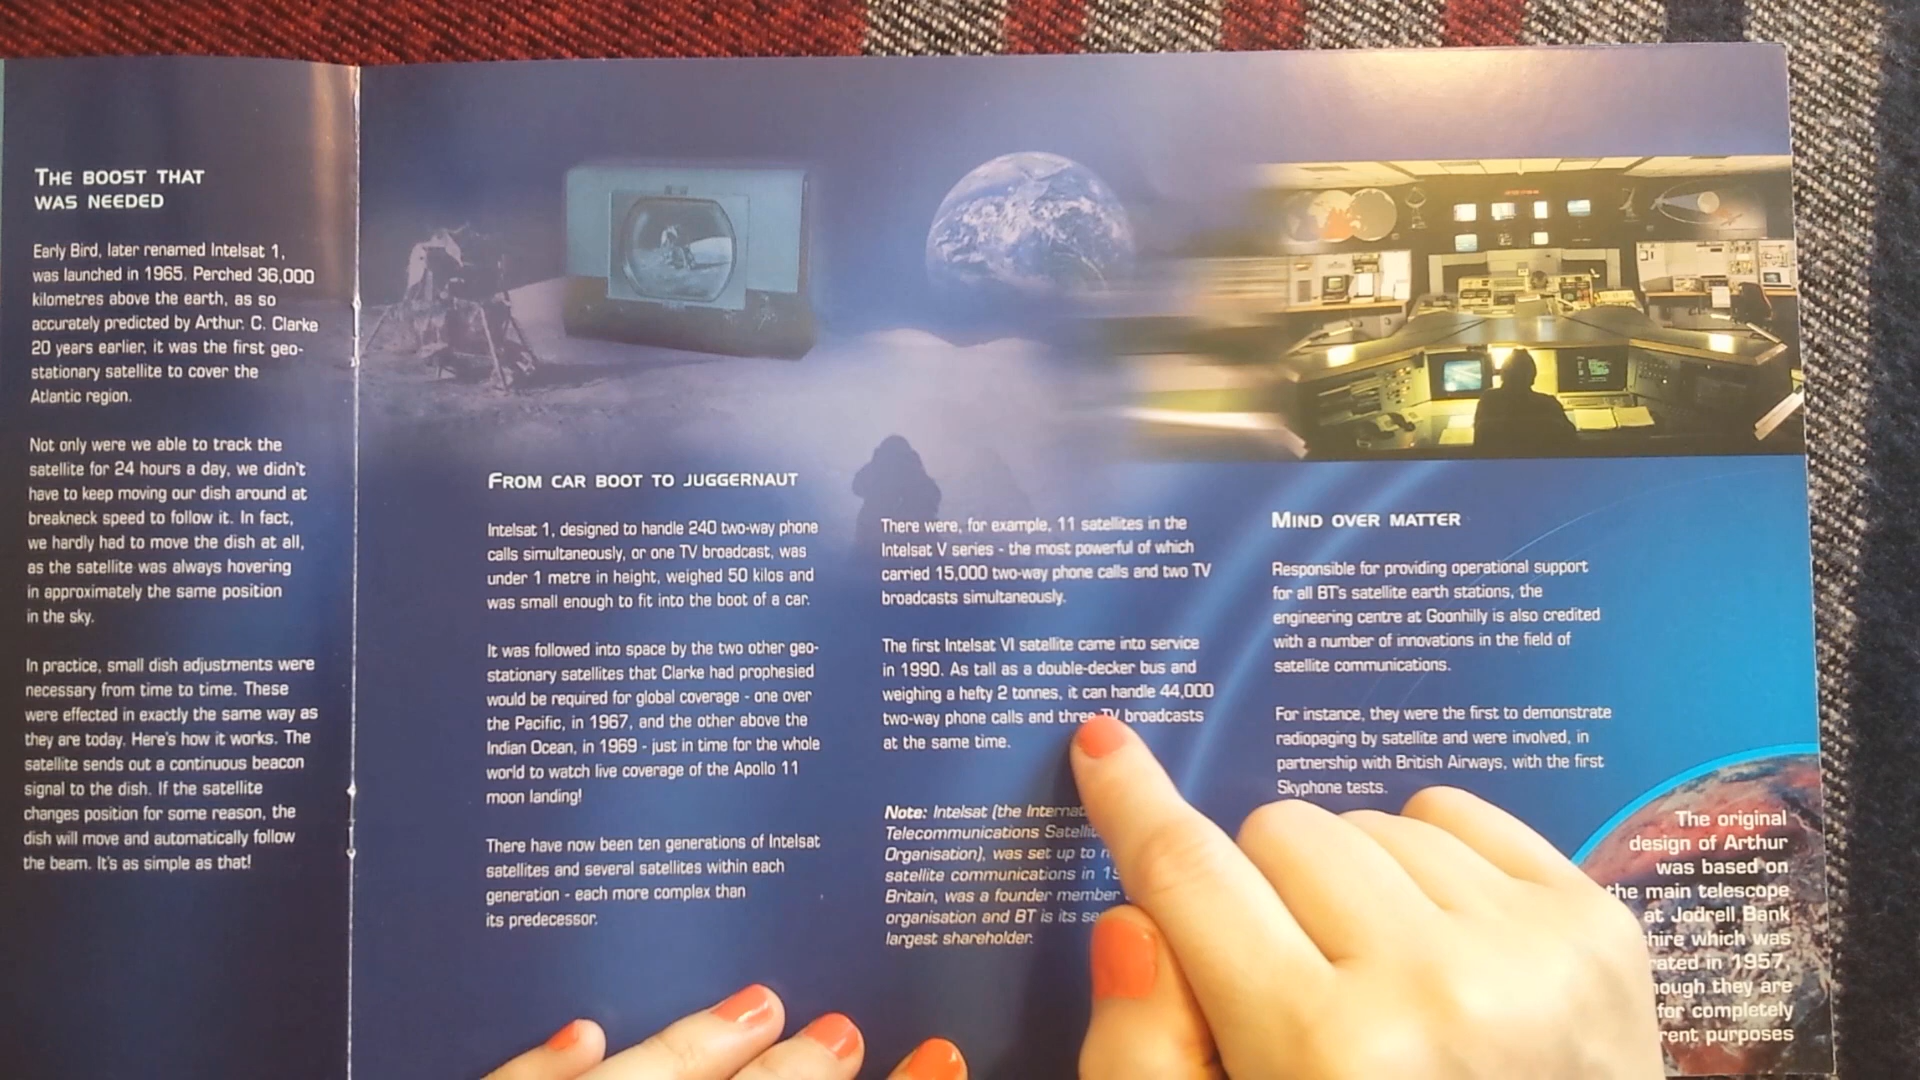 THE BOOST THAT
WAS NEEDED
Early Bird, later renamed Intelsat 1,
was launched in 1965. Perched 36,000
kilometres above the earth, as so
accurately predicted by Arthur. C. Clarke
20 years earlier, it was the first geo-
stationary satellite to cover the
Atlantic region.
Not only were we able to track the
satellite for 24 hours a day, we didn't
have to keep moving our dish around at
breakneck speed to follow it. In fact,
we hardly had to move the dish at all,
as the satellite was always hovering
in approximately the same position
in the sky.
In practice, small dish adjustments were
necessary from time to time. These
were effected in exactly the same way as
they are today. Here's how it works. The
satellite sends out a continuous beacon
signal to the dish. If the satellite
changes position for some reason, the
dish will move and automatically follow
the beam. It's as simple as that!
FROM CAR BOOT TO JUGGERNAUT
Intelsat 1, designed to handle 240 two-way phone
calls simultaneously, or one TV broadcast, was
under 1 metre in height, weighed 50 kilos and
was small enough to fit into the boot of a car.
It was followed into space by the two other geo-
stationary satellites that Clarke had prophesied
would be required for global coverage - one over
the Pacific, in 1967, and the other above the
Indian Ocean, in 1969 - just in time for the whole
world to watch live coverage of the Apollo 11
moon landing!
There have now been ten generations of Intelsat
satellites and several satellites within each
generation - each more complex than
its predecessor.
There were, for example, 11 satellites in the
Intelsat V series - the most powerful of which
carried 15,000 two-way phone calls and two TV
broadcasts simultaneously.
The first Intelsat VI satellite came into service
in 1990. As tall as a double-decker bus and
weighing a hefty 2 tonnes, it can handle 44,000
two-way phone calls and three TV broadcasts
at the same time.
Note: Intelsat (the
Telecommunications
Organisation), was set up to
satellite communications in
Britain, was a founder member
organisation and BT is its
largest shareholder.
MIND OVER MATTER
Responsible for providing operational support
for all BT's satellite earth stations, the
engineering centre at Goonhilly is also credited
with a number of innovations in the field of
satellite communications.
For instance, they were the first to demonstrate
radiopaging by satellite and were involved, in
partnership with British Airways, with the first
Skyphone tests.
The original
design of Arthur
was based on
the main telescope
at Jodrell Bank
which was
in 1957,
they are
for completely
purposes